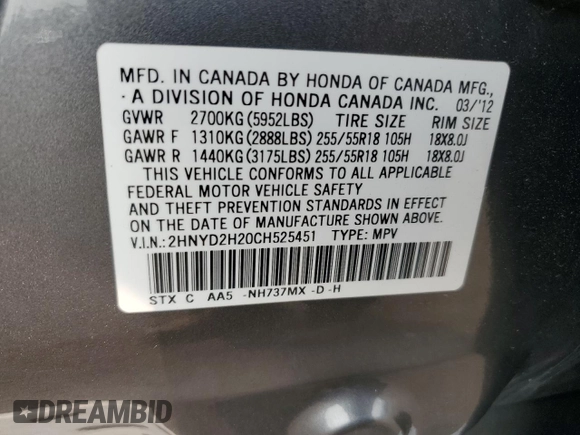 MFD. IN CANADA BY HONDA OF CANADA MFG.,
A DIVISION OF HONDA CANADA INC. 03/'12
GVWR 2700KG(5952LBS) TIRE SIZE RIM SIZE
GAWR F 1310KG(2888LBS) 255/55R18 105H 18X8.0J
GAWR R 1440KG(3175LBS) 255/55R18 105H 18X8.0J
THIS VEHICLE CONFORMS TO ALL APPLICABLE
FEDERAL MOTOR VEHICLE SAFETY
AND THEFT PREVENTION STANDARDS IN EFFECT
ON THE DATE OF MANUFACTURE SHOWN ABOVE.
V.I.N.:2HNYD2H20CH525451 TYPE: MPV
STX C AA5 -NH737MX -D -H
DREAMBID